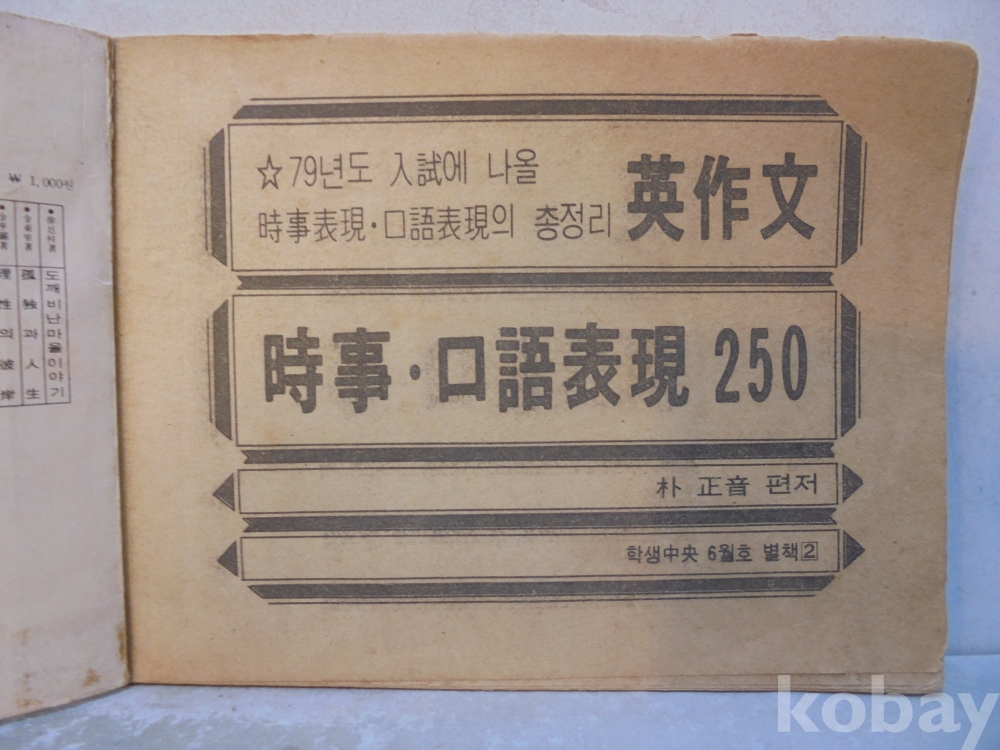 ☆79년도 入試에 나올
時事表現·口語表現의 총정리
英作文
時事·口語表現 250
朴 正音 편저
학생中央 6월호 별책2
₩ 1,000원
도깨비 난마을 이야기
孤独과 人生
理性의 彼岸
kobay